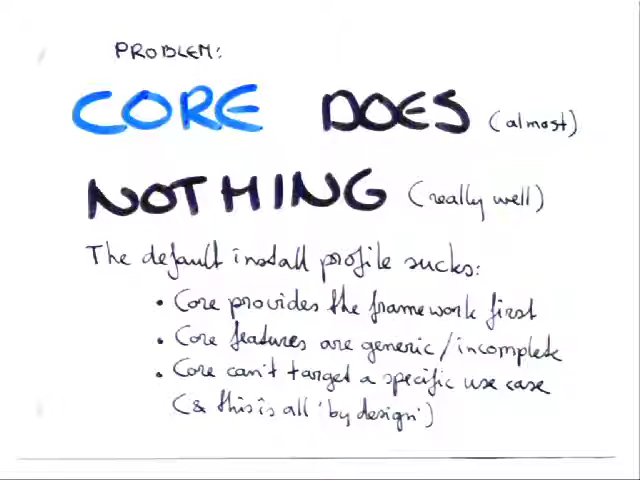 PROBLEM:
CORE DOES (almost)
NOTHING (really well)
The default install profile sucks:
• Core provides the framework first
• Core features are generic/incomplete
• Core can't target a specific use case
(& this is all 'by design')